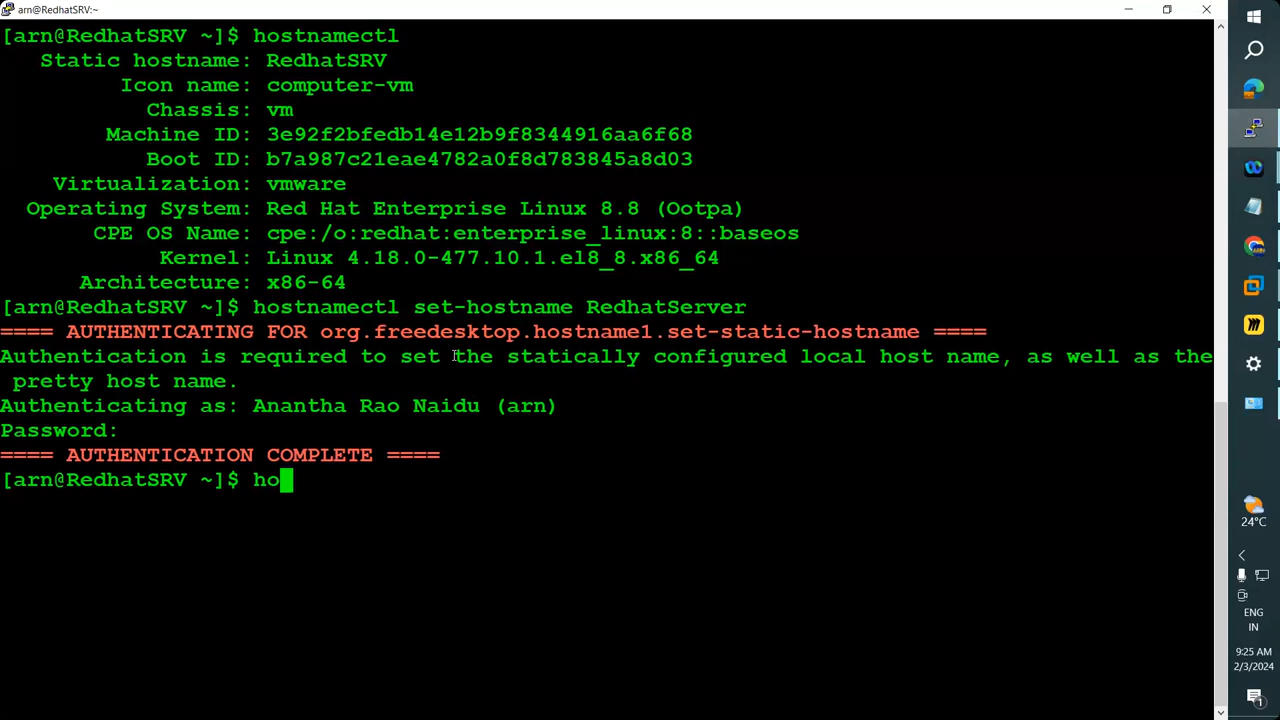 arn@RedhatSRV:~
[arn@RedhatSRV ~]$ hostnamectl
Static hostname: RedhatSRV
Icon name: computer-vm
Chassis: vm
Machine ID: 3e92f2bfedb14e12b9f8344916aa6f68
Boot ID: b7a987c21eae4782a0f8d783845a8d03
Virtualization: vmware
Operating System: Red Hat Enterprise Linux 8.8 (Ootpa)
CPE OS Name: cpe:/o:redhat:enterprise_linux:8::baseos
Kernel: Linux 4.18.0-477.10.1.el8_8.x86_64
Architecture: x86-64
[arn@RedhatSRV ~]$ hostnamectl set-hostname RedhatServer
==== AUTHENTICATING FOR org.freedesktop.hostname1.set-static-hostname ====
Authentication is required to set the statically configured local host name, as well as the
pretty host name.
Authenticating as: Anantha Rao Naidu (arn)
Password:
==== AUTHENTICATION COMPLETE ====
[arn@RedhatSRV ~]$ ho
24°C
ENG
IN
9:25 AM
2/3/2024
1